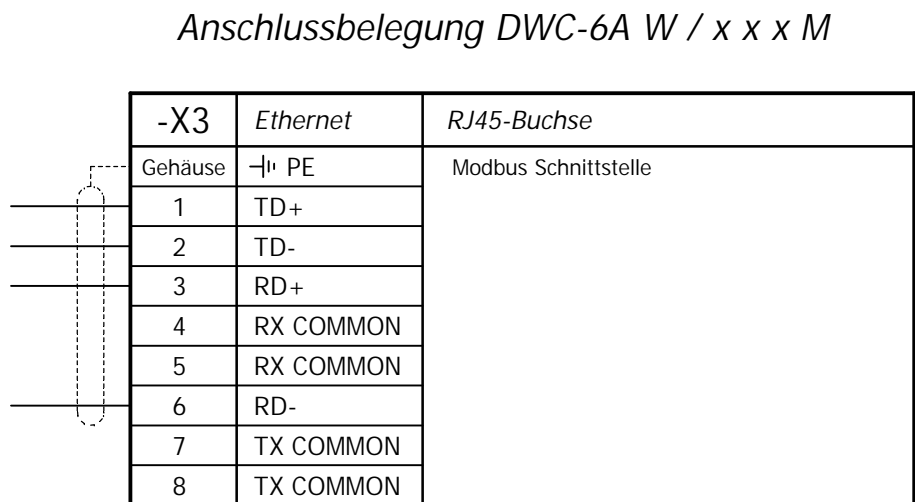 Anschlussbelegung DWC-6A W / x x x M
-X3 Ethernet RJ45-Buchse
Gehäuse PE Modbus Schnittstelle
1 TD+
2 TD-
3 RD+
4 RX COMMON
5 RX COMMON
6 RD-
7 TX COMMON
8 TX COMMON